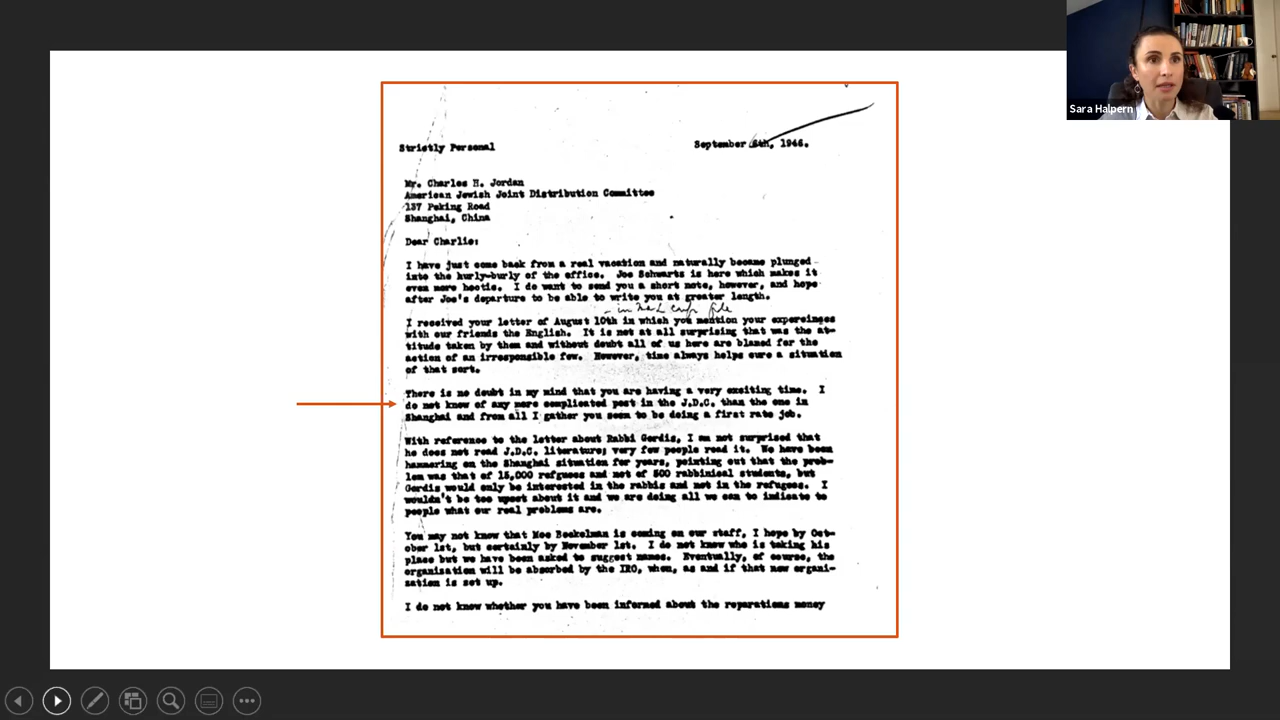 Sara Halpern
Strictly Personal
September 6th, 1946.
Mr. Charles H. Jordan
American Jewish Joint Distribution Committee
137 Peking Road
Shanghai, China
Dear Charlie:
I have just come back from a real vacation and naturally became plunged
into the hurly-burly of the office. Joe Schwartz is here which makes it
even more hectic. I do want to send you a short note, however, and hope
after Joe's departure to be able to write you at greater length.
- in file
I received your letter of August 10th in which you mention your experiences
with our friends the English. It is not at all surprising that was the at-
titude taken by them and without doubt all of us here are blamed for the
action of an irresponsible few. However, time always helps cure a situation
of that sort.
There is no doubt in my mind that you are having a very exciting time. I
do not know of any more complicated post in the J.D.C. than the one in
Shanghai and from all I gather you seem to be doing a first rate job.
With reference to the letter about Rabbi Gordis, I am not surprised that
he does not read J.D.C. literature; very few people read it. We have been
hammering on the Shanghai situation for years, pointing out that the prob-
lem was that of 15,000 refugees and not of 500 rabbinical students, but
Gordis would only be interested in the rabbis and not in the refugees. I
wouldn't be too upset about it and we are doing all we can to indicate to
people what our real problems are.
You may not know that Moe Beckelman is coming on our staff, I hope by Oct-
ober 1st, but certainly by November 1st. I do not know who is taking his
place but we have been asked to suggest names. Eventually, of course, the
organisation will be absorbed by the IRO, when, as and if that new organi-
sation is set up.
I do not know whether you have been informed about the reparations money